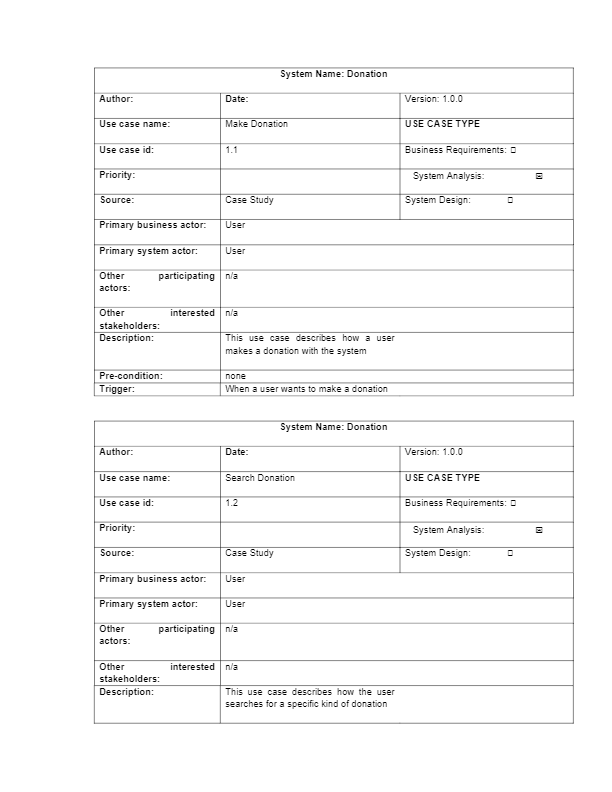 System Name: Donation
Author: Date: Version: 1.0.0
Use case name: Make Donation USE CASE TYPE
Use case id: 1.1 Business Requirements: □
Priority: System Analysis: ☒
Source: Case Study System Design: □
Primary business actor: User
Primary system actor: User
Other participating n/a
actors:
Other interested n/a
stakeholders:
Description: This use case describes how a user
makes a donation with the system
Pre-condition: none
Trigger: When a user wants to make a donation
System Name: Donation
Author: Date: Version: 1.0.0
Use case name: Search Donation USE CASE TYPE
Use case id: 1.2 Business Requirements: □
Priority: System Analysis: ☒
Source: Case Study System Design: □
Primary business actor: User
Primary system actor: User
Other participating n/a
actors:
Other interested n/a
stakeholders:
Description: This use case describes how the user
searches for a specific kind of donation